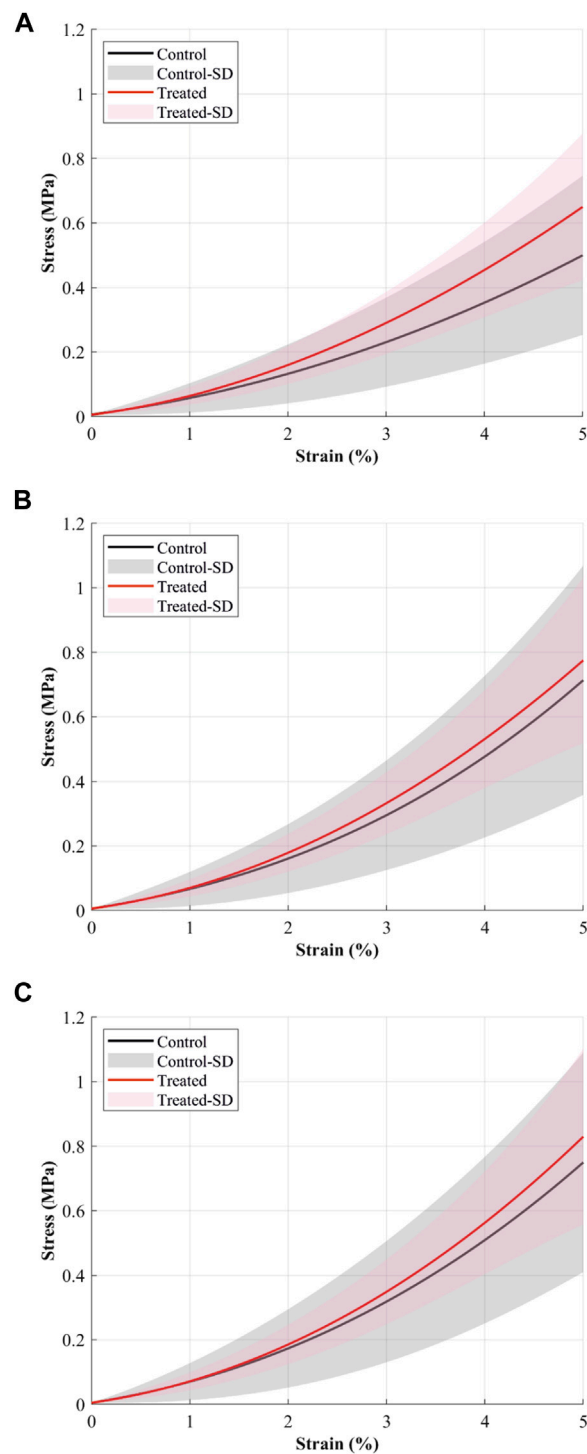 A
1.2
1
0.8
0.6
0.4
0.2
0
Stress (MPa)
Control
Control-SD
Treated
Treated-SD
0 1 2 3 4 5
Strain (%)
B
1.2
1
0.8
0.6
0.4
0.2
0
Stress (MPa)
Control
Control-SD
Treated
Treated-SD
0 1 2 3 4 5
Strain (%)
C
1.2
1
0.8
0.6
0.4
0.2
0
Stress (MPa)
Control
Control-SD
Treated
Treated-SD
0 1 2 3 4 5
Strain (%)